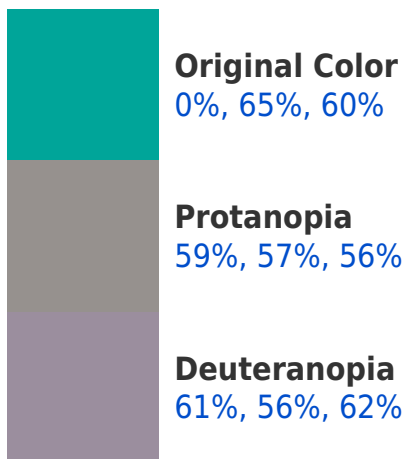 Original Color
0%, 65%, 60%
Protanopia
59%, 57%, 56%
Deuteranopia
61%, 56%, 62%